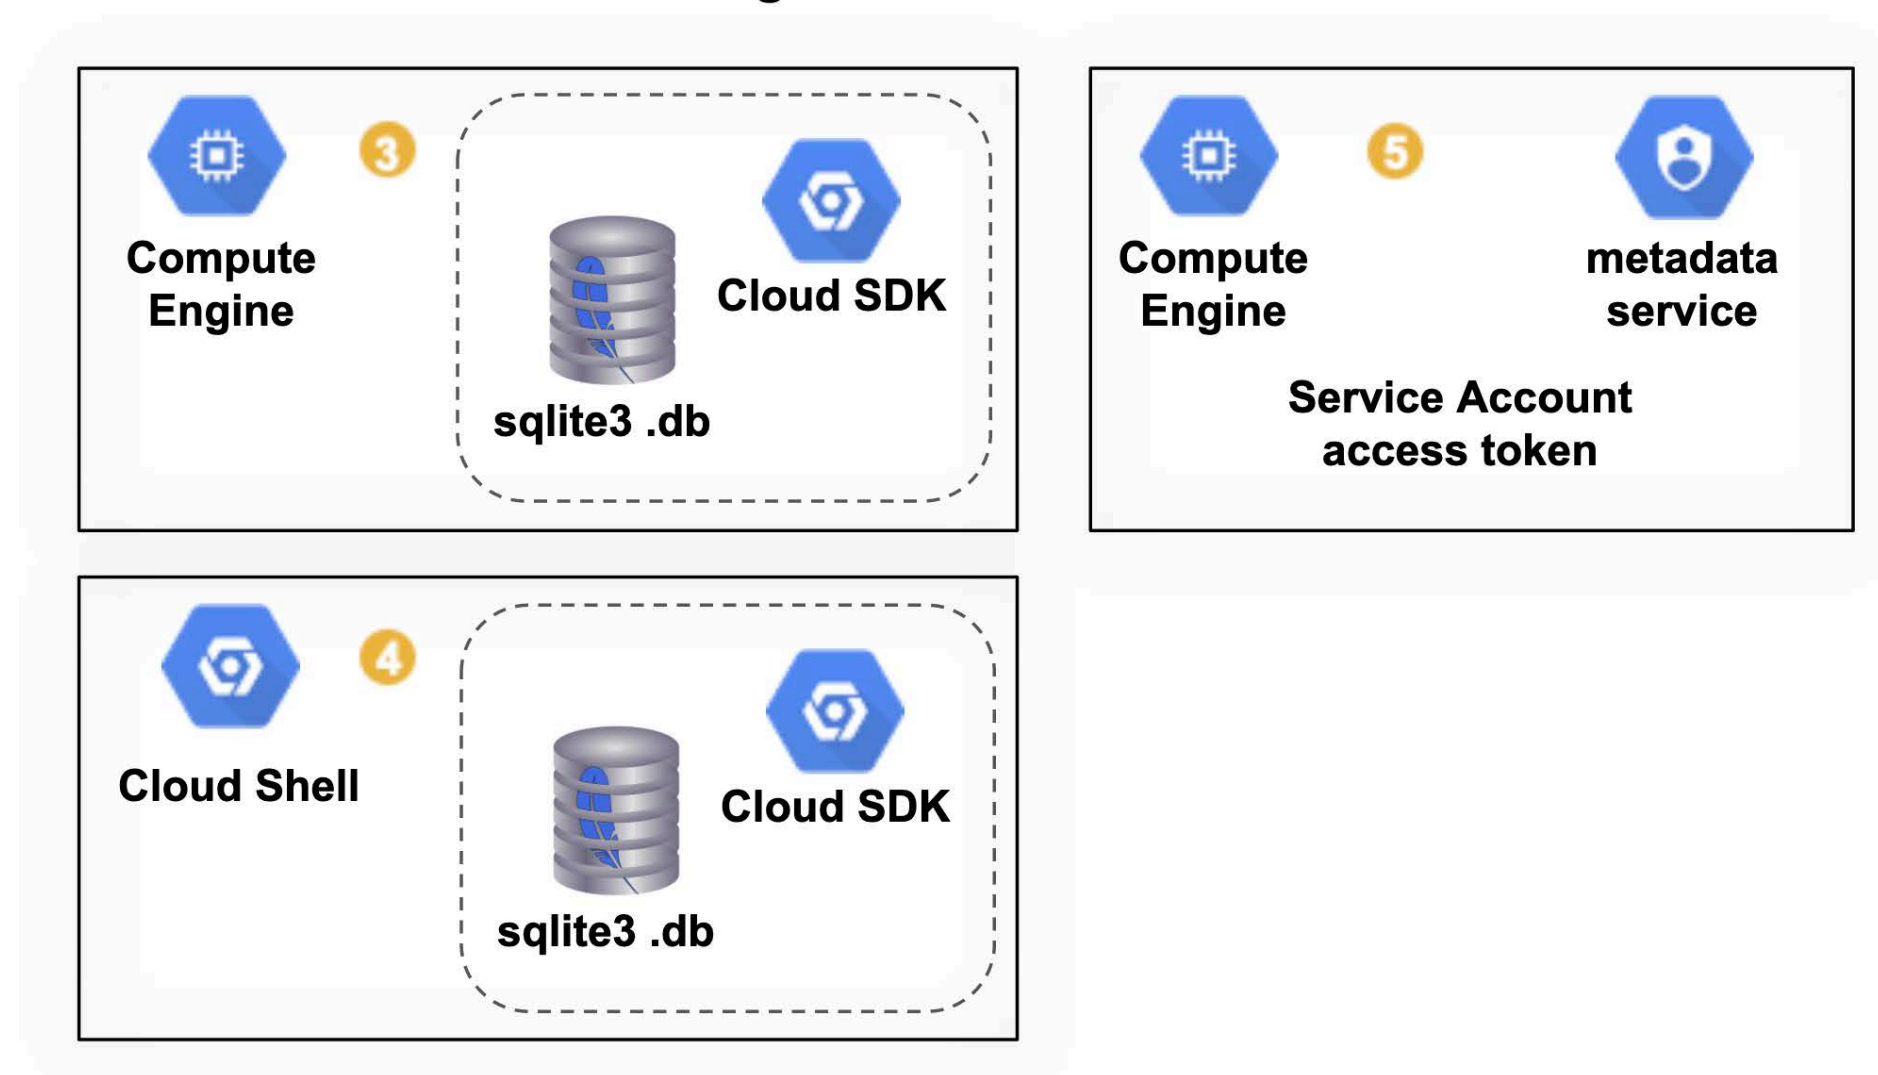 3
Compute
Engine
Cloud SDK
sqlite3 .db
5
Compute
Engine
metadata
service
Service Account
access token
4
Cloud Shell
Cloud SDK
sqlite3 .db